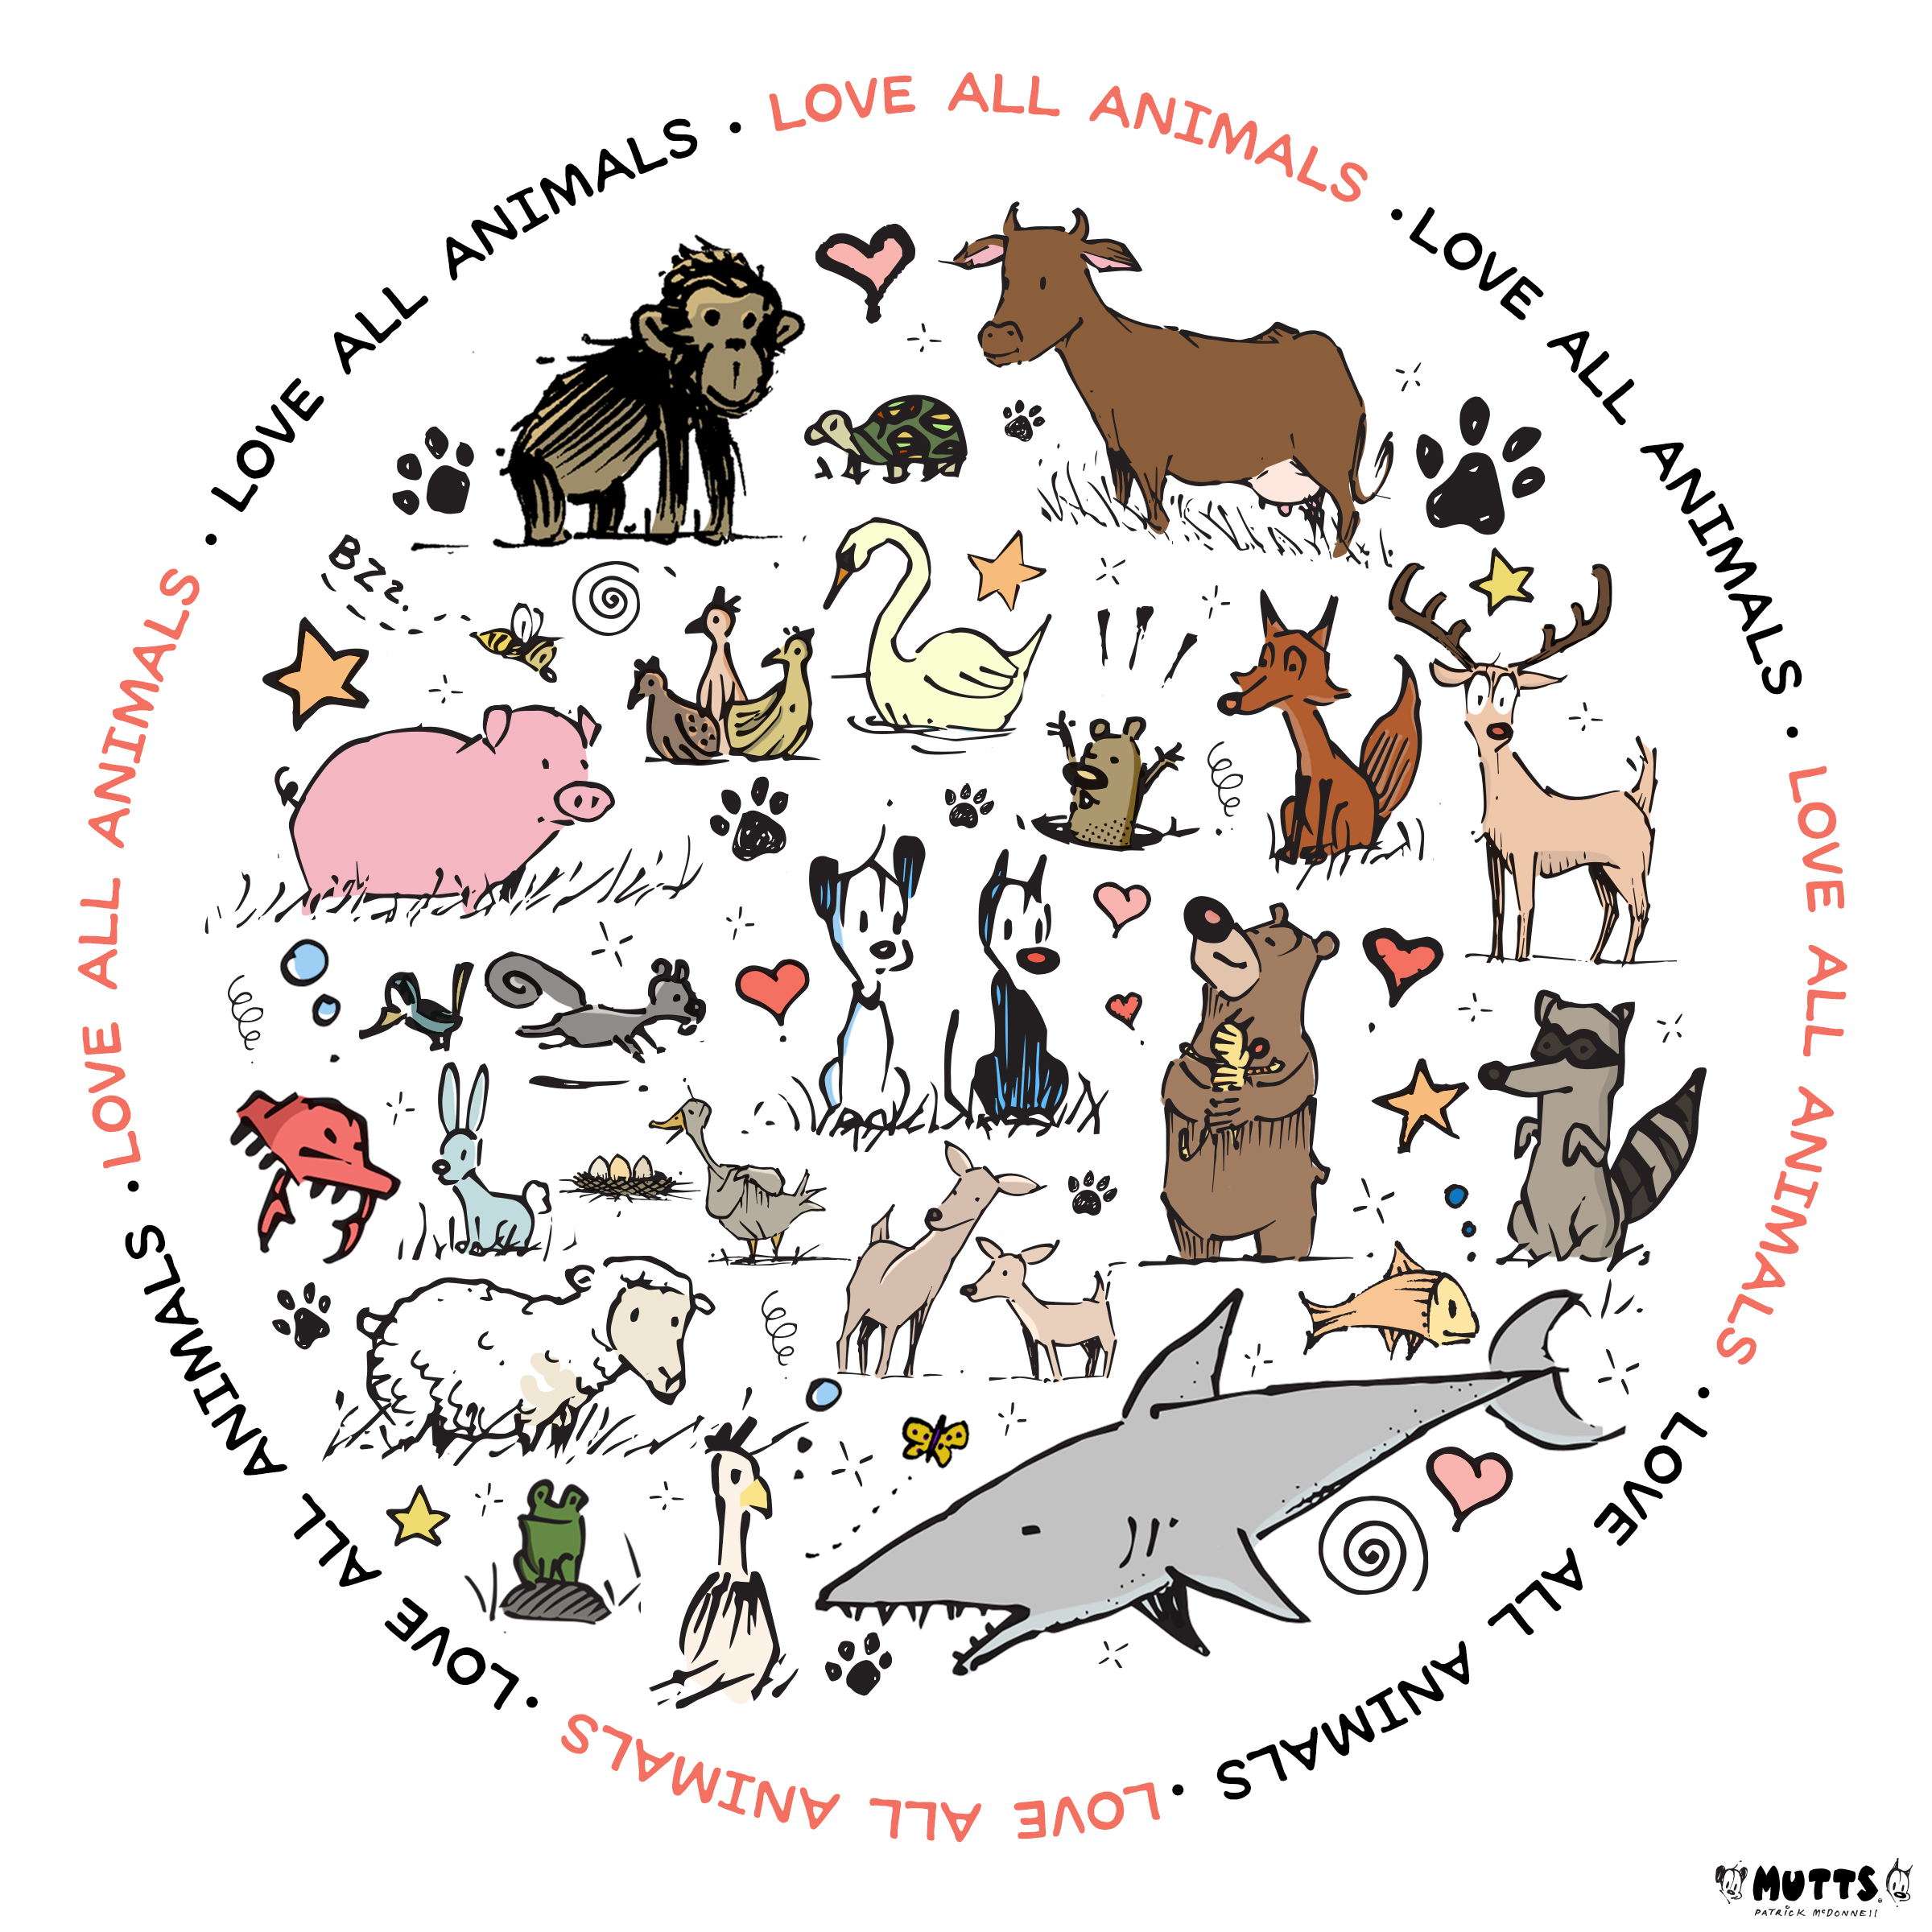 LOVE ALL ANIMALS · LOVE ALL ANIMALS · LOVE ALL ANIMALS · LOVE ALL ANIMALS · LOVE ALL ANIMALS · LOVE ALL ANIMALS · LOVE ALL ANIMALS · LOVE ALL ANIMALS ·
BZZ.
MUTTS
PATRICK McDONNELL